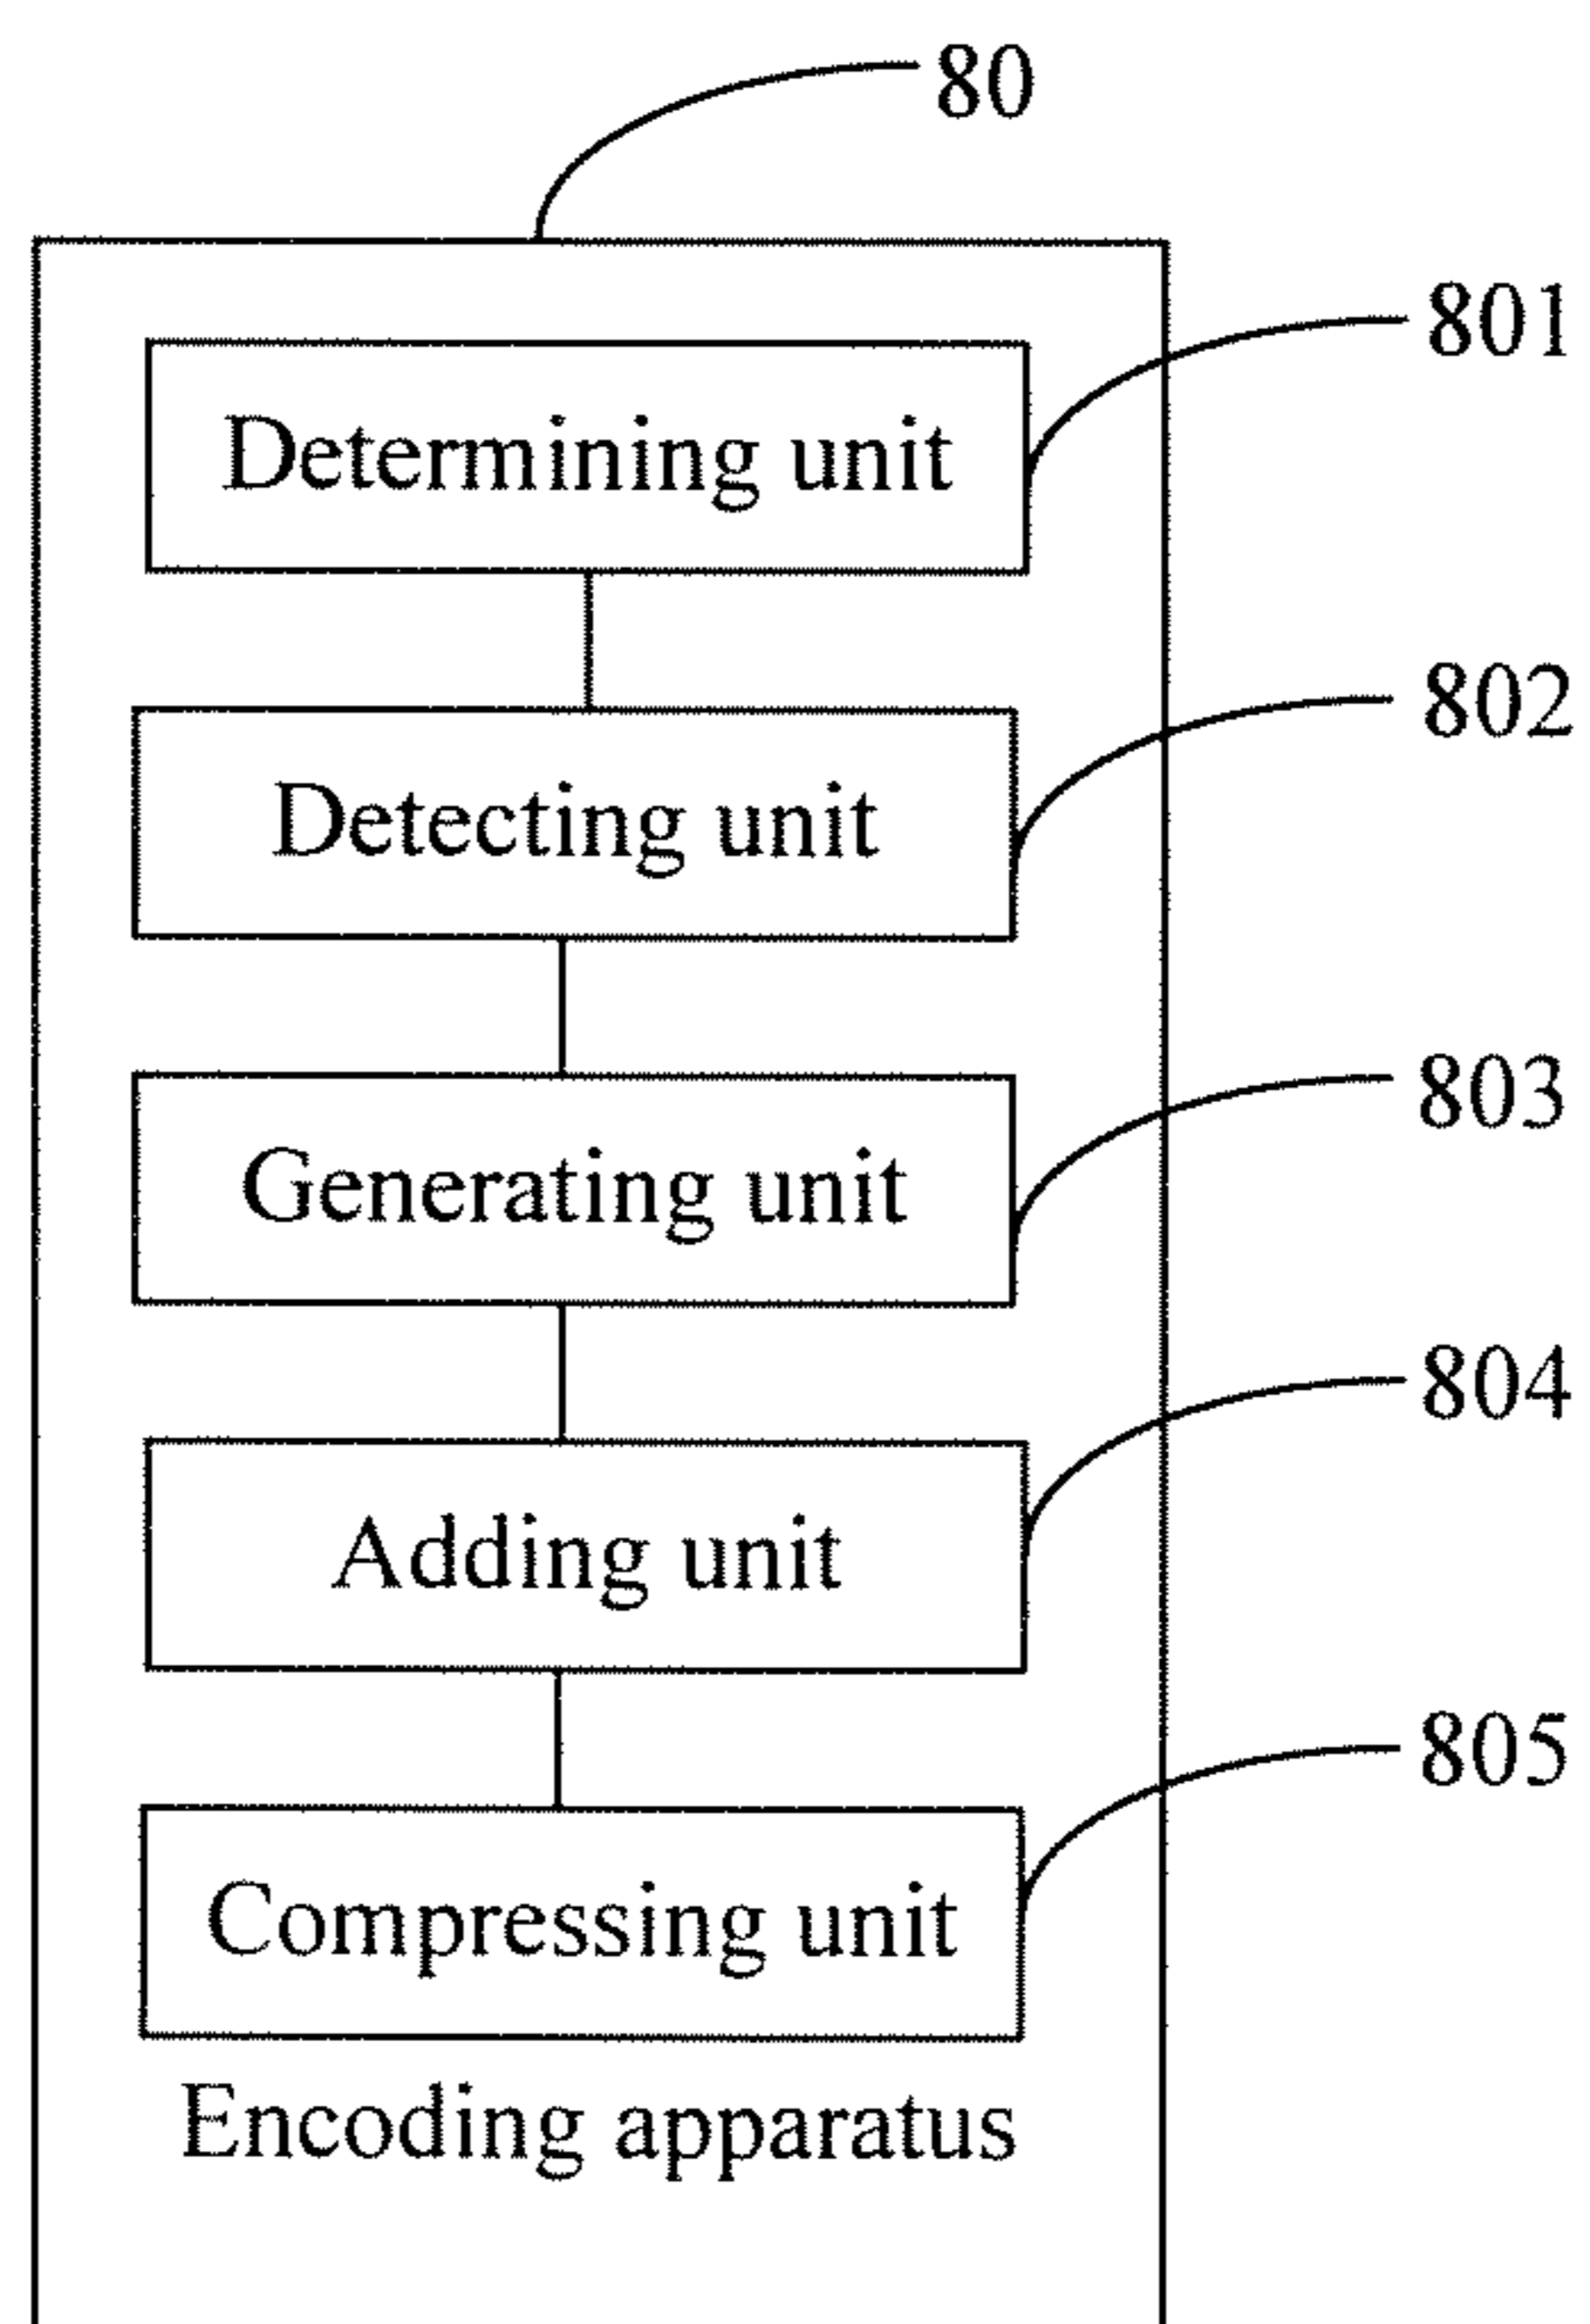 80
801
Determining unit
802
Detecting unit
803
Generating unit
804
Adding unit
805
Compressing unit
Encoding apparatus